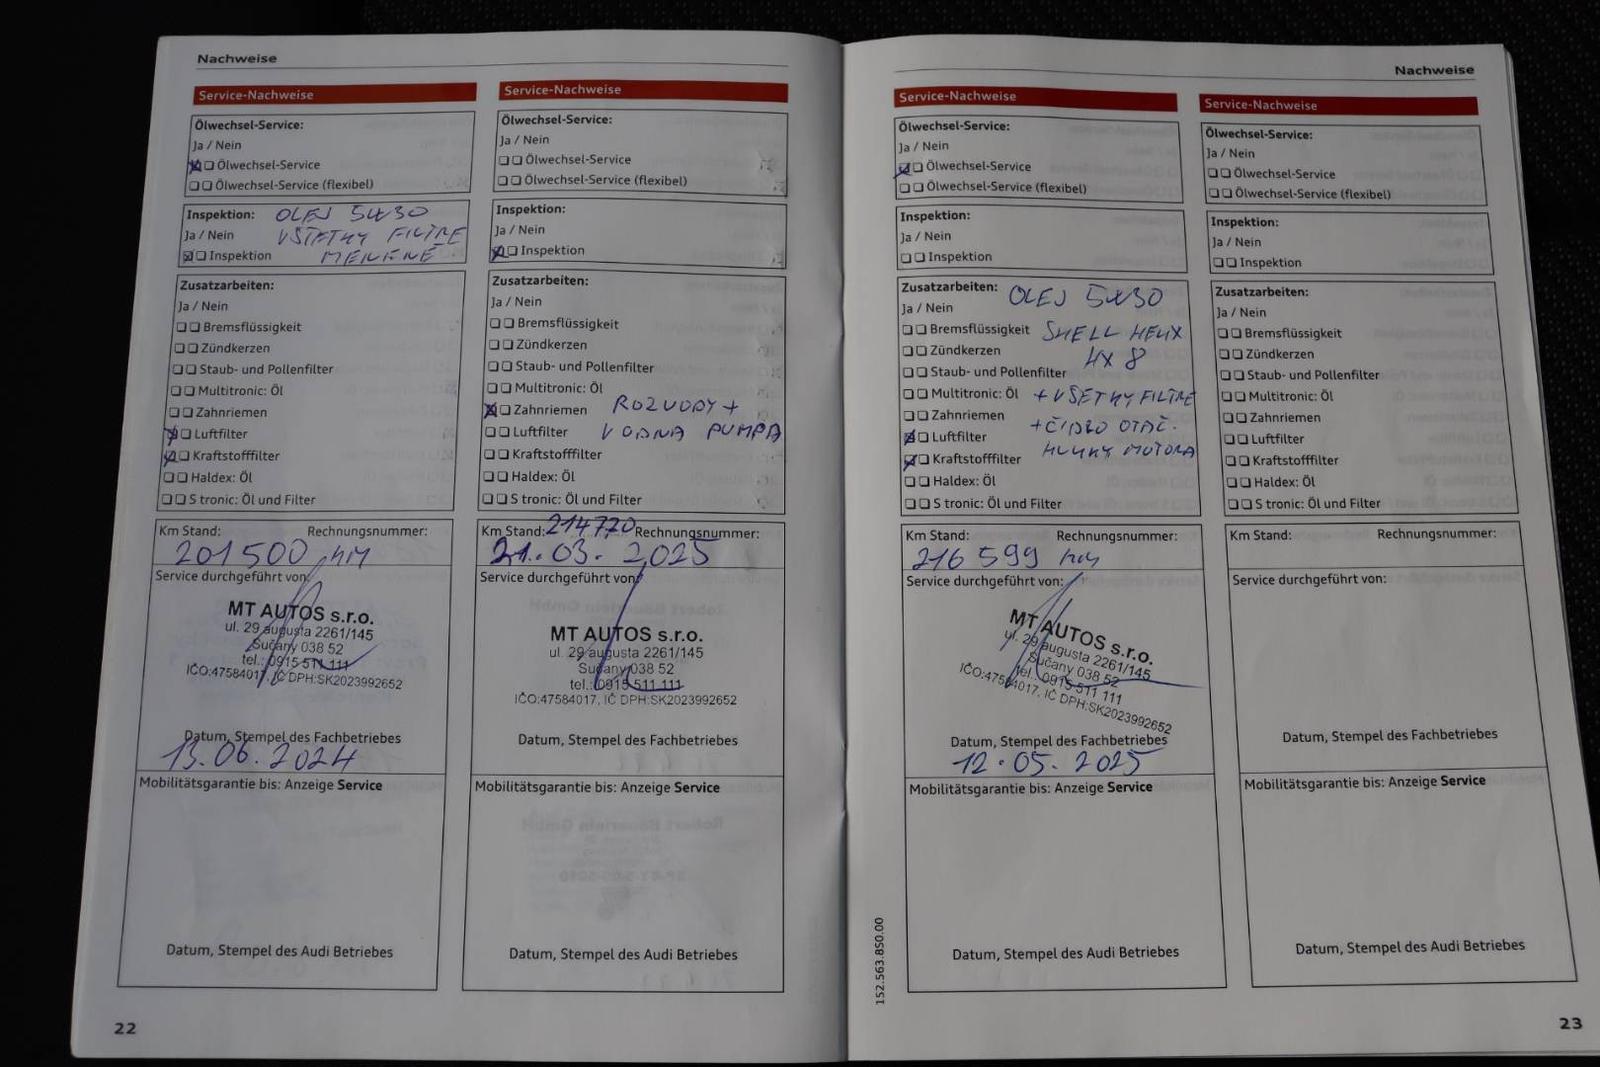 Nachweise
Service-Nachweise
Ölwechsel-Service:
Ja / Nein
Ölwechsel-Service
Ölwechsel-Service (flexibel)
Inspektion: OLEJ 5W30
Ja / Nein VŠETKY FILTRE
Inspektion MENENÉ
Zusatzarbeiten:
Ja / Nein
Bremsflüssigkeit
Zündkerzen
Staub- und Pollenfilter
Multitronic: Öl
Zahnriemen
Luftfilter
Kraftstofffilter
Haldex: Öl
S tronic: Öl und Filter
Km Stand: Rechnungsnummer:
201500 KM
Service durchgeführt von:
MT AUTOS s.r.o.
ul. 29 augusta 2261/145
Sučany 038 52
tel.: 0915 511 111
IČO:47584017, IČ DPH:SK2023992652
Datum, Stempel des Fachbetriebes
13.06.2024
Mobilitätsgarantie bis: Anzeige Service
Datum, Stempel des Audi Betriebes
22
Service-Nachweise
Ölwechsel-Service:
Ja / Nein
Ölwechsel-Service
Ölwechsel-Service (flexibel)
Inspektion:
Ja / Nein
Inspektion
Zusatzarbeiten:
Ja / Nein
Bremsflüssigkeit
Zündkerzen
Staub- und Pollenfilter
Multitronic: Öl
Zahnriemen ROZVODY +
Luftfilter VODNA PUMPA
Kraftstofffilter
Haldex: Öl
S tronic: Öl und Filter
Km Stand: 214770 Rechnungsnummer:
21.03.2025
Service durchgeführt von:
MT AUTOS s.r.o.
ul. 29 augusta 2261/145
Sučany 038 52
tel.: 0915 511 111
IČO:47584017, IČ DPH:SK2023992652
Datum, Stempel des Fachbetriebes
Mobilitätsgarantie bis: Anzeige Service
Datum, Stempel des Audi Betriebes
Nachweise
Service-Nachweise
Ölwechsel-Service:
Ja / Nein
Ölwechsel-Service
Ölwechsel-Service (flexibel)
Inspektion:
Ja / Nein
Inspektion
Zusatzarbeiten: OLEJ 5W30
Ja / Nein
Bremsflüssigkeit SHELL HELIX
Zündkerzen HX 8
Staub- und Pollenfilter
Multitronic: Öl + VŠETKY FILTRE
Zahnriemen + ČIDLO OTÁČ.
Luftfilter
Kraftstofffilter MOTORA
Haldex: Öl
S tronic: Öl und Filter
Km Stand: Rechnungsnummer:
216 599 KM
Service durchgeführt von:
MT AUTOS s.r.o.
ul. 29 augusta 2261/145
Sučany 038 52
tel. 0915 511 111
IČO:47584017, IČ DPH:SK2023992652
Datum, Stempel des Fachbetriebes
12.05.2025
Mobilitätsgarantie bis: Anzeige Service
Datum, Stempel des Audi Betriebes
152.563.850.00
Service-Nachweise
Ölwechsel-Service:
Ja / Nein
Ölwechsel-Service
Ölwechsel-Service (flexibel)
Inspektion:
Ja / Nein
Inspektion
Zusatzarbeiten:
Ja / Nein
Bremsflüssigkeit
Zündkerzen
Staub- und Pollenfilter
Multitronic: Öl
Zahnriemen
Luftfilter
Kraftstofffilter
Haldex: Öl
S tronic: Öl und Filter
Km Stand: Rechnungsnummer:
Service durchgeführt von:
Datum, Stempel des Fachbetriebes
Mobilitätsgarantie bis: Anzeige Service
Datum, Stempel des Audi Betriebes
23